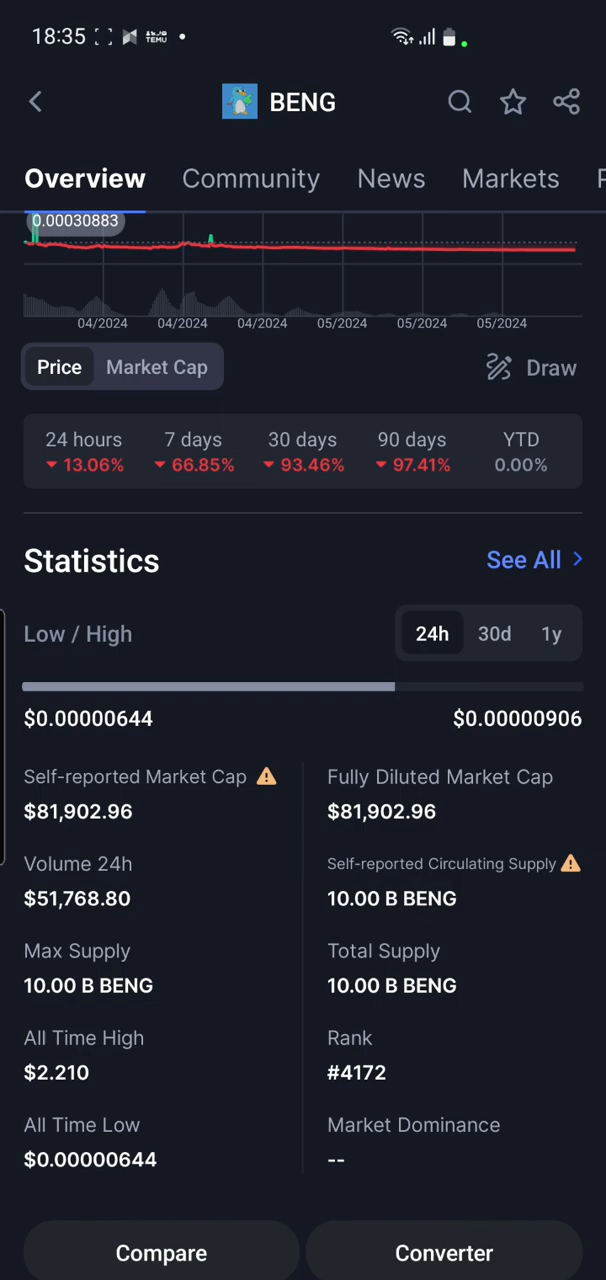 18:35 TEMU
BENG
Overview Community News Markets
0.00030883
04/2024 04/2024 04/2024 05/2024 05/2024 05/2024
Price Market Cap Draw
24 hours 7 days 30 days 90 days YTD
13.06% 66.85% 93.46% 97.41% 0.00%
Statistics See All
Low / High 24h 30d 1y
$0.00000644 $0.00000906
Self-reported Market Cap Fully Diluted Market Cap
$81,902.96 $81,902.96
Volume 24h Self-reported Circulating Supply
$51,768.80 10.00 B BENG
Max Supply Total Supply
10.00 B BENG 10.00 B BENG
All Time High Rank
$2.210 #4172
All Time Low Market Dominance
$0.00000644 --
Compare Converter